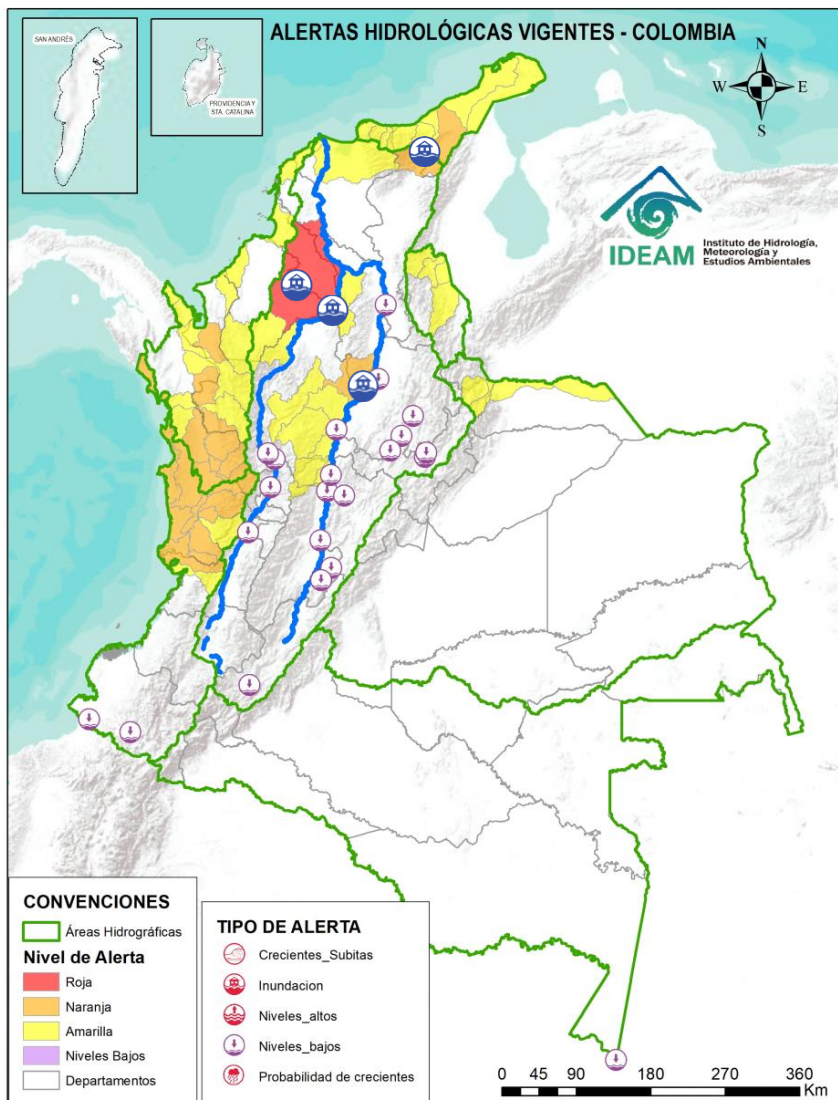 ALERTAS HIDROLÓGICAS VIGENTES - COLOMBIA
SAN ANDRÉS
PROVIDENCIA Y
STA. CATALINA
N
W
E
S
IDEAM
Instituto de Hidrología,
Meteorología y
Estudios Ambientales
CONVENCIONES
Áreas Hidrográficas
Nivel de Alerta
Roja
Naranja
Amarilla
Niveles Bajos
Departamentos
TIPO DE ALERTA
Crecientes_Subitas
Inundacion
Niveles_altos
Niveles_bajos
Probabilidad de crecientes
0 45 90 180 270 360
Km